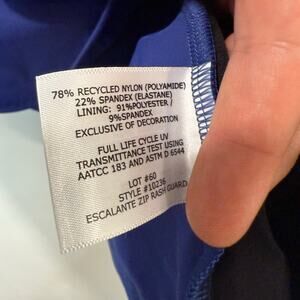 78% RECYCLED NYLON (POLYAMIDE)
22% SPANDEX (ELASTANE)
LINING: 91%POLYESTER /
9%SPANDEX
EXCLUSIVE OF DECORATION
FULL LIFE CYCLE UV
TRANSMITTANCE TEST USING
AATCC 183 AND ASTM D 6544
LOT #60
STYLE #10236
ESCALANTE ZIP RASH GUARD